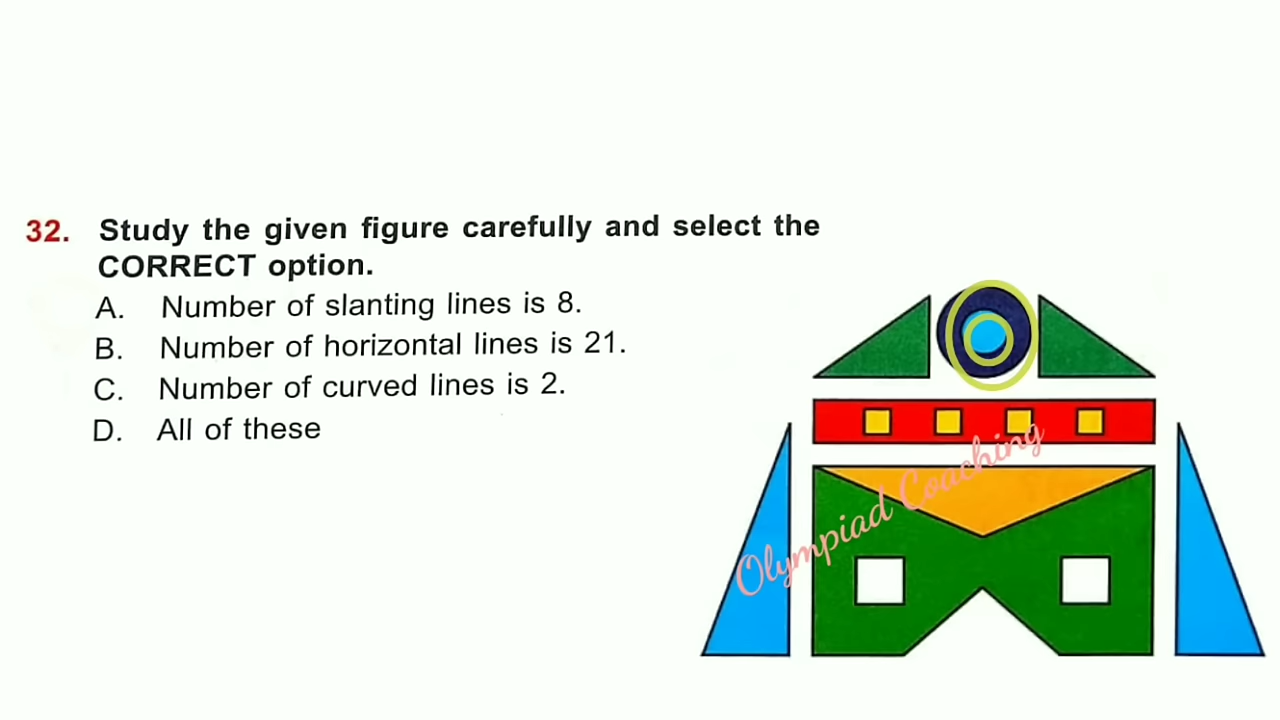 32. Study the given figure carefully and select the
CORRECT option.
A. Number of slanting lines is 8.
B. Number of horizontal lines is 21.
C. Number of curved lines is 2.
D. All of these
Olympiad Coaching